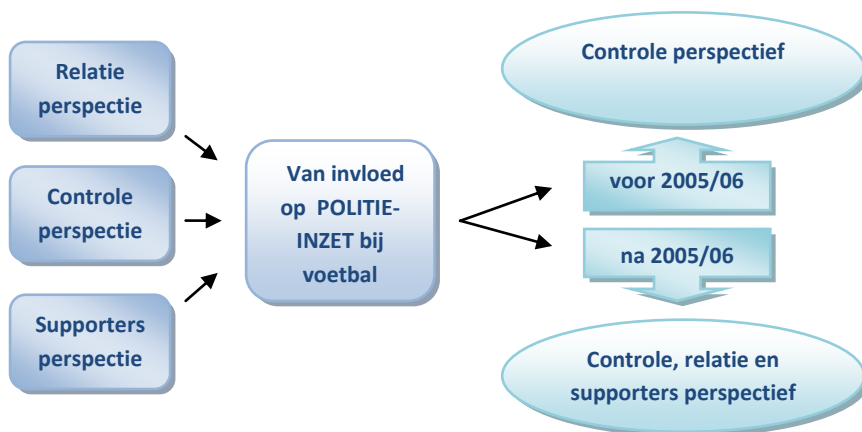 Relatie
perspectie
Controle
perspectie
Supporters
perspectie
Van invloed
op POLITIE-
INZET bij
voetbal
Controle perspectief
voor 2005/06
na 2005/06
Controle, relatie en
supporters perspectief